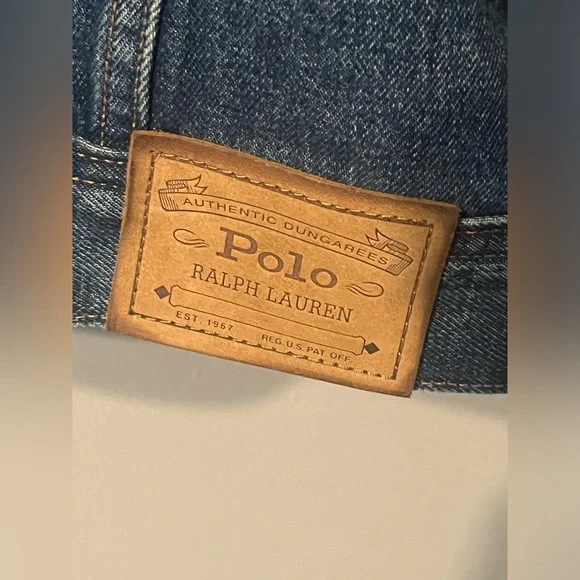 AUTHENTIC DUNGAREES
Polo
RALPH LAUREN
EST. 1967 REG. U.S. PAT. OFF.